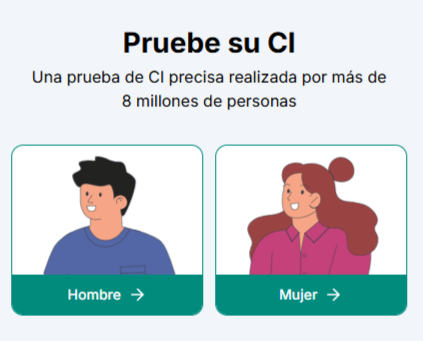 Pruebe su CI
Una prueba de CI precisa realizada por más de
8 millones de personas
Hombre →
Mujer →